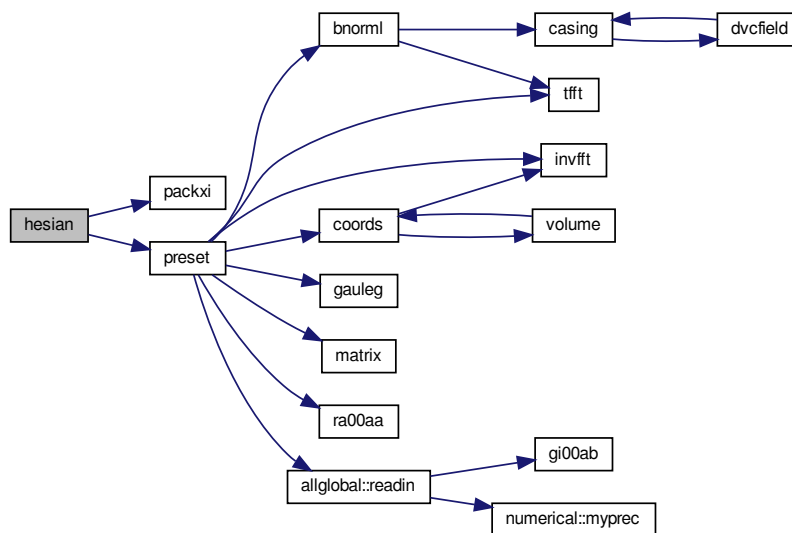 bnorml
casing
dvcfield
tfft
invfft
packxi
hesian
coords
volume
preset
gauleg
matrix
ra00aa
gi00ab
allglobal::readin
numerical::myprec